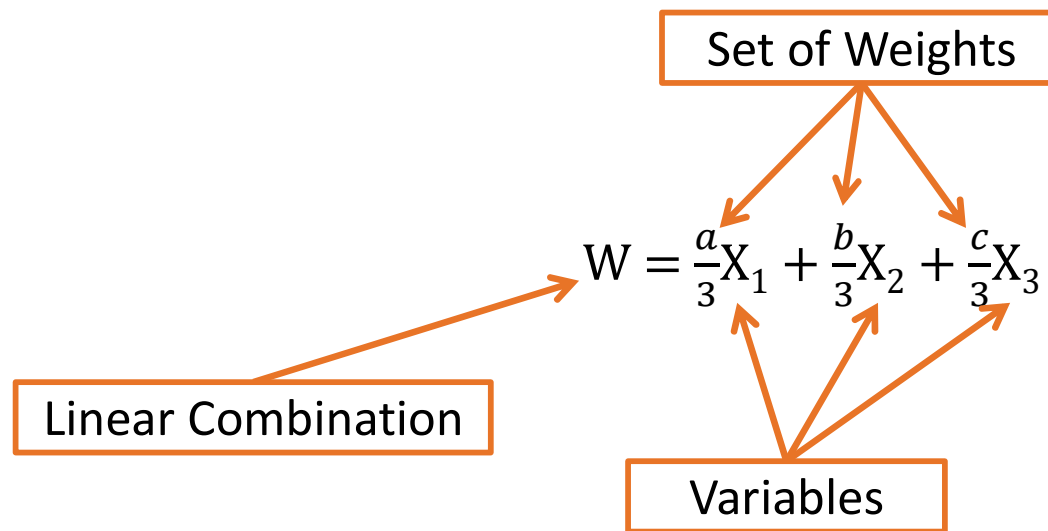 Set of Weights
W = a/3 X₁ + b/3 X₂ + c/3 X₃
Linear Combination
Variables